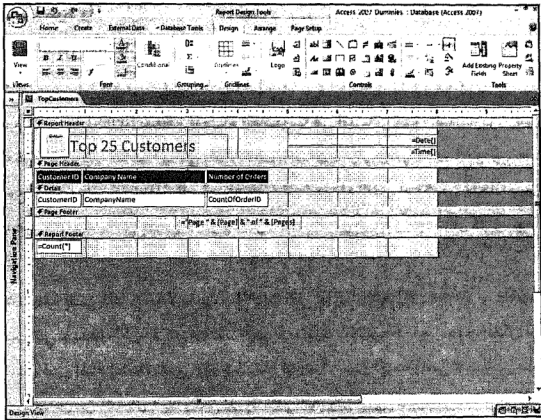 Report Design Tools
Access 2007 Dummies : Database (Access 2007)
Home Create External Data Database Tools Design Arrange Page Setup
View
Conditional
Gridlines
Logo
Add Existing Fields
Property Sheet
Views Font Grouping Gridlines Controls Tools
TopCustomers
Report Header
Top 25 Customers
=Date()
=Time()
Page Header
Customer ID Company Name Number of Orders
Detail
CustomerID CompanyName CountOfOrderID
Page Footer
="Page " & [Page] & " of " & [Pages]
Report Footer
=Count(*)
Navigation Pane
Design View